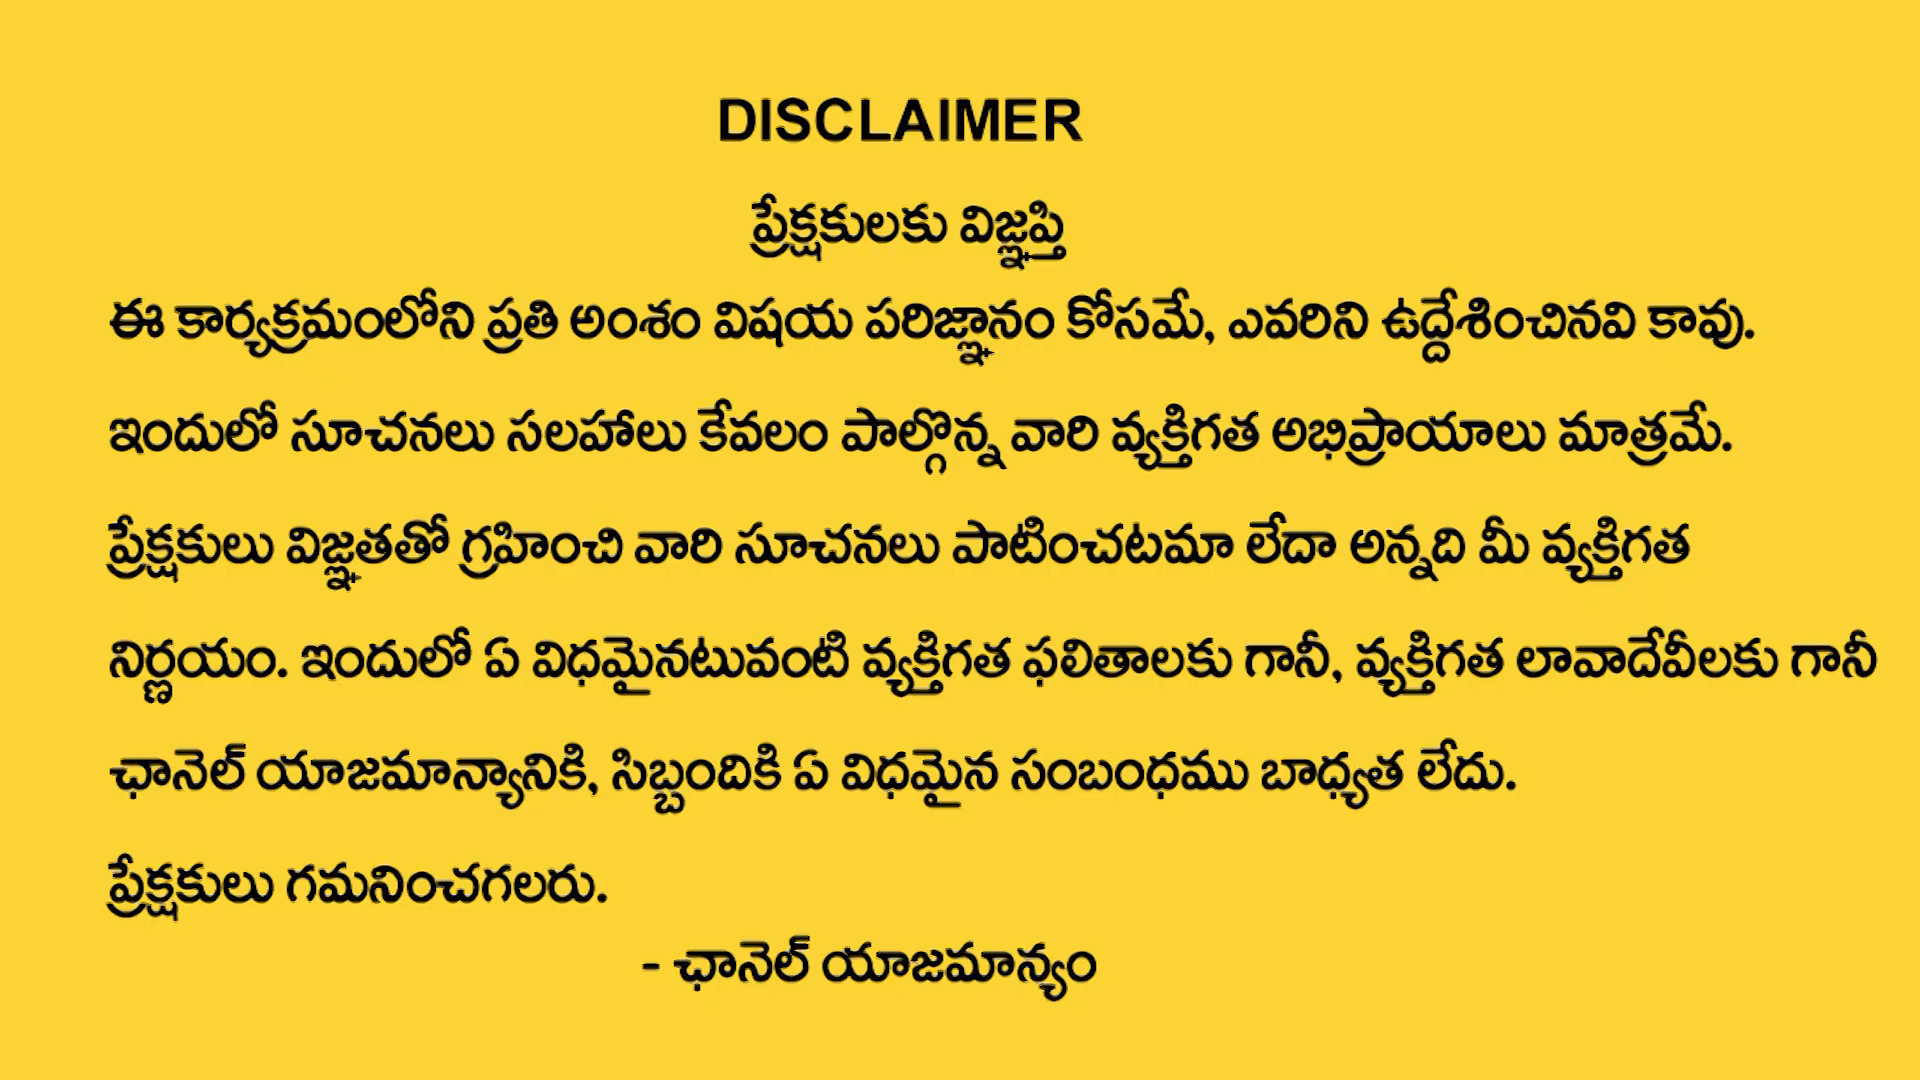 DISCLAIMER
ప్రేక్షకులకు విజ్ఞప్తి
ఈ కార్యక్రమంలోని ప్రతి అంశం విషయ పరిజ్ఞానం కోసమే, ఎవరిని ఉద్దేశించినవి కావు.
ఇందులో సూచనలు సలహాలు కేవలం పాల్గొన్న వారి వ్యక్తిగత అభిప్రాయాలు మాత్రమే.
ప్రేక్షకులు విజ్ఞతతో గ్రహించి వారి సూచనలు పాటించటమా లేదా అన్నది మీ వ్యక్తిగత
నిర్ణయం. ఇందులో ఏ విధమైనటువంటి వ్యక్తిగత ఫలితాలకు గానీ, వ్యక్తిగత లావాదేవీలకు గానీ
ఛానెల్ యాజమాన్యానికి, సిబ్బందికి ఏ విధమైన సంబంధము బాధ్యత లేదు.
ప్రేక్షకులు గమనించగలరు.
- ఛానెల్ యాజమాన్యం